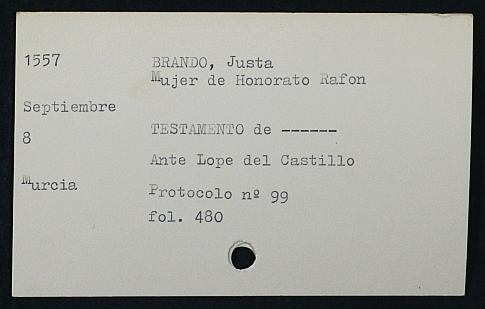 1557
BRANDO, Justa
Mujer de Honorato Rafon
Septiembre
8
TESTAMENTO de ------
Ante Lope del Castillo
Murcia
Protocolo nº 99
fol. 480